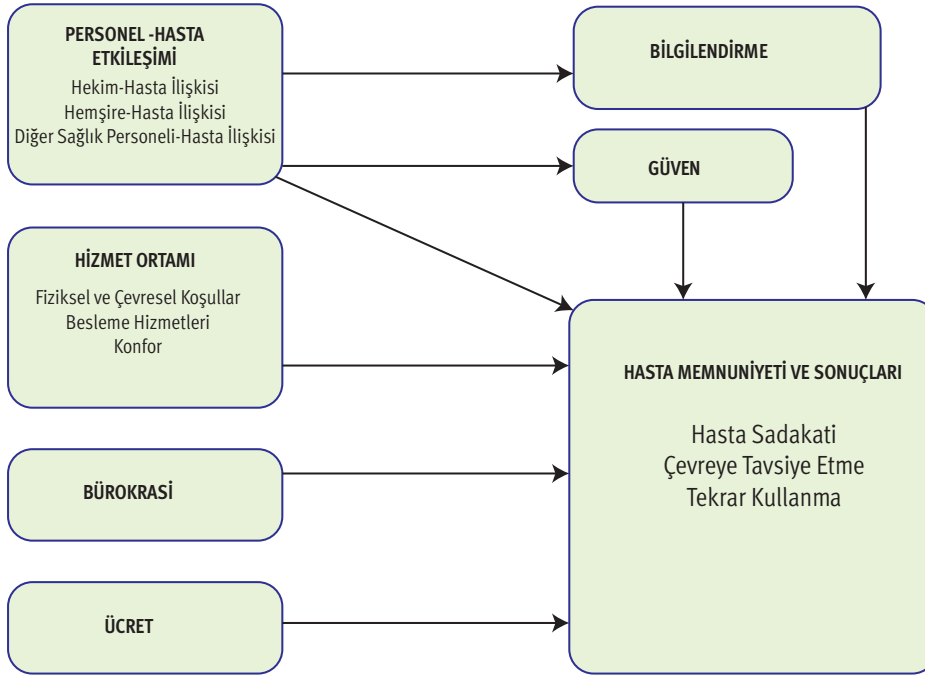 PERSONEL -HASTA
ETKİLEŞİMİ
Hekim-Hasta İlişkisi
Hemşire-Hasta İlişkisi
Diğer Sağlık Personeli-Hasta İlişkisi
BİLGİLENDİRME
GÜVEN
HİZMET ORTAMI
Fiziksel ve Çevresel Koşullar
Besleme Hizmetleri
Konfor
HASTA MEMNUNİYETİ VE SONUÇLARI
Hasta Sadakati
Çevreye Tavsiye Etme
Tekrar Kullanma
BÜROKRASİ
ÜCRET